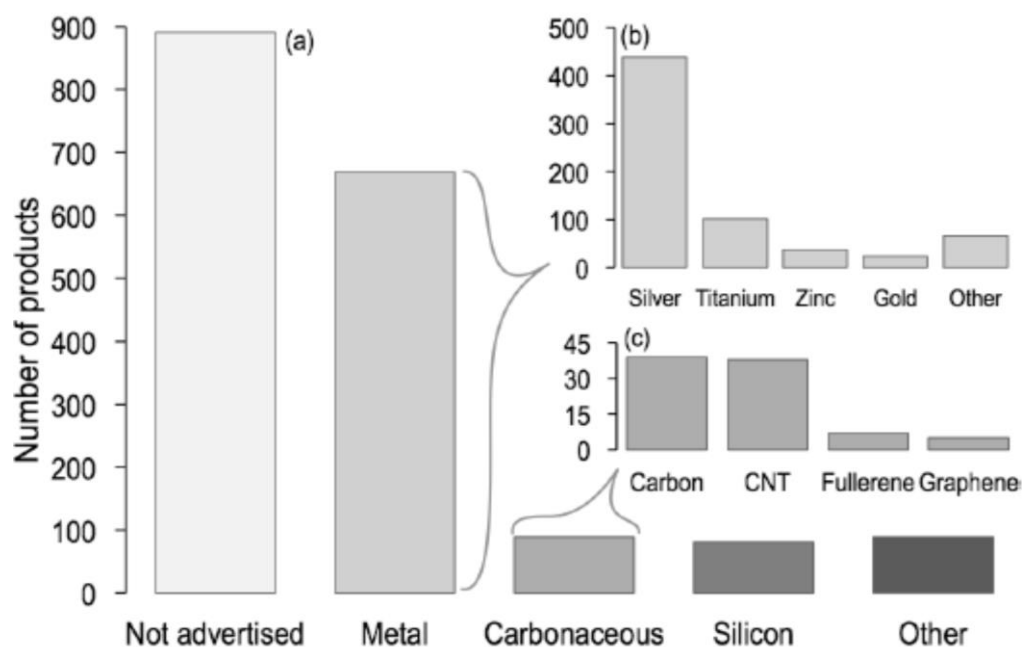 Number of products
900
800
700
600
500
400
300
200
100
0
(a)
Not advertised Metal Carbonaceous Silicon Other
(b)
500
400
300
200
100
0
Silver Titanium Zinc Gold Other
(c)
45
30
15
0
Carbon CNT Fullerene Graphene